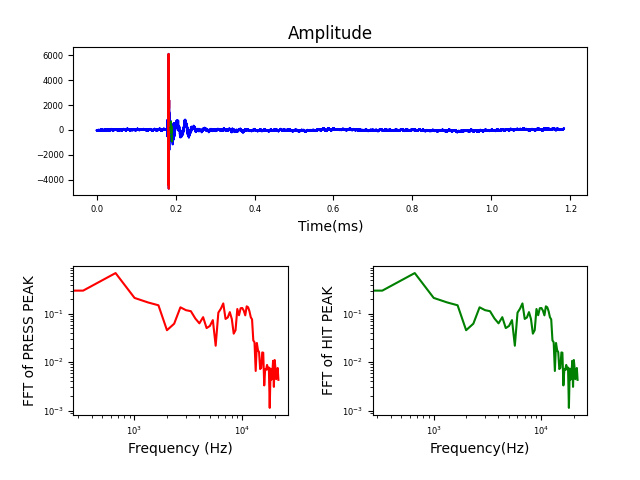 Amplitude
6000
4000
2000
0
−2000
−4000
0.0 0.2 0.4 0.6 0.8 1.0 1.2
Time(ms)
FFT of PRESS PEAK
10⁻¹
10⁻²
10⁻³
10³ 10⁴
Frequency (Hz)
FFT of HIT PEAK
10⁻¹
10⁻²
10⁻³
10³ 10⁴
Frequency(Hz)